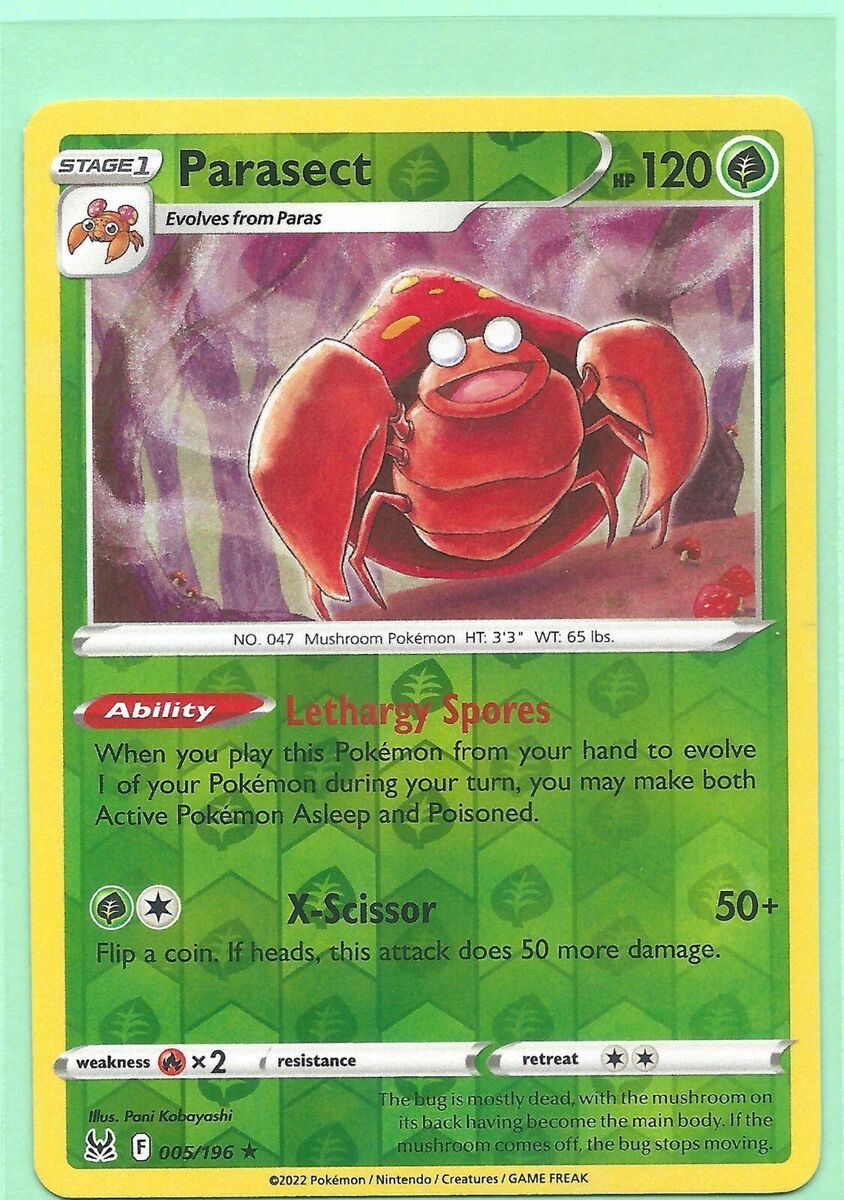 STAGE 1
Parasect
HP 120
Evolves from Paras
NO. 047 Mushroom Pokémon HT: 3'3" WT: 65 lbs.
Ability Lethargy Spores
When you play this Pokémon from your hand to evolve
1 of your Pokémon during your turn, you may make both
Active Pokémon Asleep and Poisoned.
X-Scissor 50+
Flip a coin. If heads, this attack does 50 more damage.
weakness ×2 resistance retreat
The bug is mostly dead, with the mushroom on
its back having become the main body. If the
mushroom comes off, the bug stops moving.
Illus. Pani Kobayashi
F 005/196 ★
©2022 Pokémon / Nintendo / Creatures / GAME FREAK